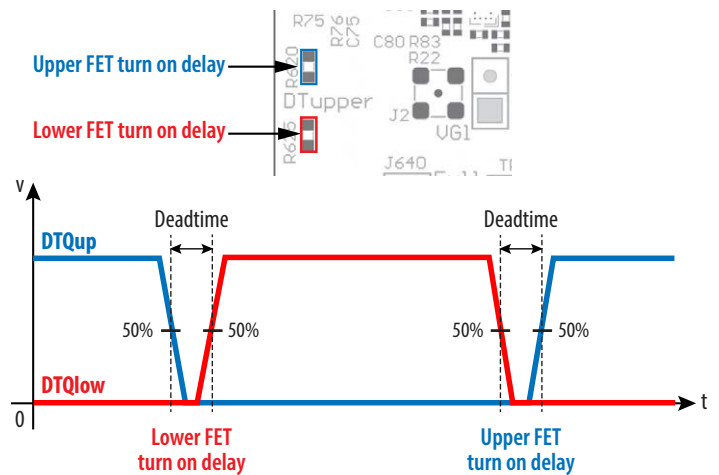 R75
R76
C75
C80 R83
R22
Upper FET turn on delay
R620
DTupper
Lower FET turn on delay
J2
VG1
J640
v
Deadtime
Deadtime
DTQup
50%
50%
50%
50%
DTQlow
0
t
Lower FET
turn on delay
Upper FET
turn on delay